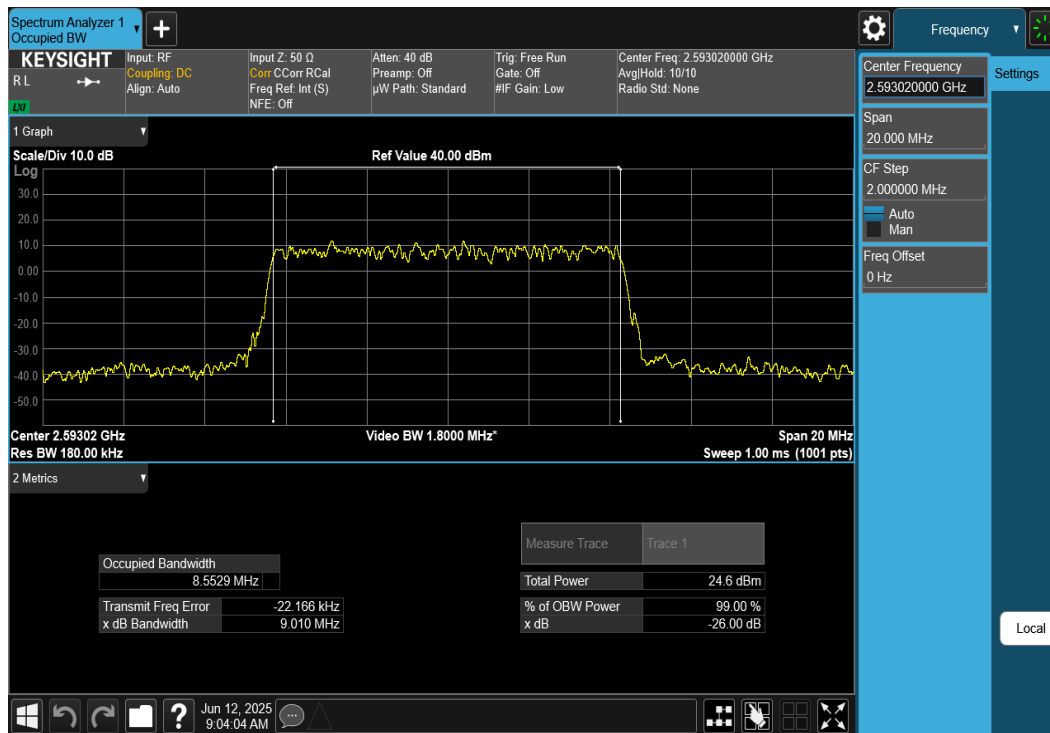 Spectrum Analyzer 1
Occupied BW
Frequency
KEYSIGHT
R L
LXI
Input: RF
Coupling: DC
Align: Auto
Input Z: 50 Ω
Corr CCorr RCal
Freq Ref: Int (S)
NFE: Off
Atten: 40 dB
Preamp: Off
µW Path: Standard
Trig: Free Run
Gate: Off
#IF Gain: Low
Center Freq: 2.593020000 GHz
Avg|Hold: 10/10
Radio Std: None
Center Frequency
2.593020000 GHz
Settings
Span
20.000 MHz
CF Step
2.000000 MHz
Auto
Man
Freq Offset
0 Hz
Local
1 Graph
Scale/Div 10.0 dB
Ref Value 40.00 dBm
Log
30.0
20.0
10.0
0.00
-10.0
-20.0
-30.0
-40.0
-50.0
Center 2.59302 GHz
Video BW 1.8000 MHz*
Span 20 MHz
Res BW 180.00 kHz
Sweep 1.00 ms (1001 pts)
2 Metrics
Measure Trace Trace 1
Occupied Bandwidth
8.5529 MHz
Total Power 24.6 dBm
Transmit Freq Error -22.166 kHz
% of OBW Power 99.00 %
x dB Bandwidth 9.010 MHz
x dB -26.00 dB
?
Jun 12, 2025
9:04:04 AM